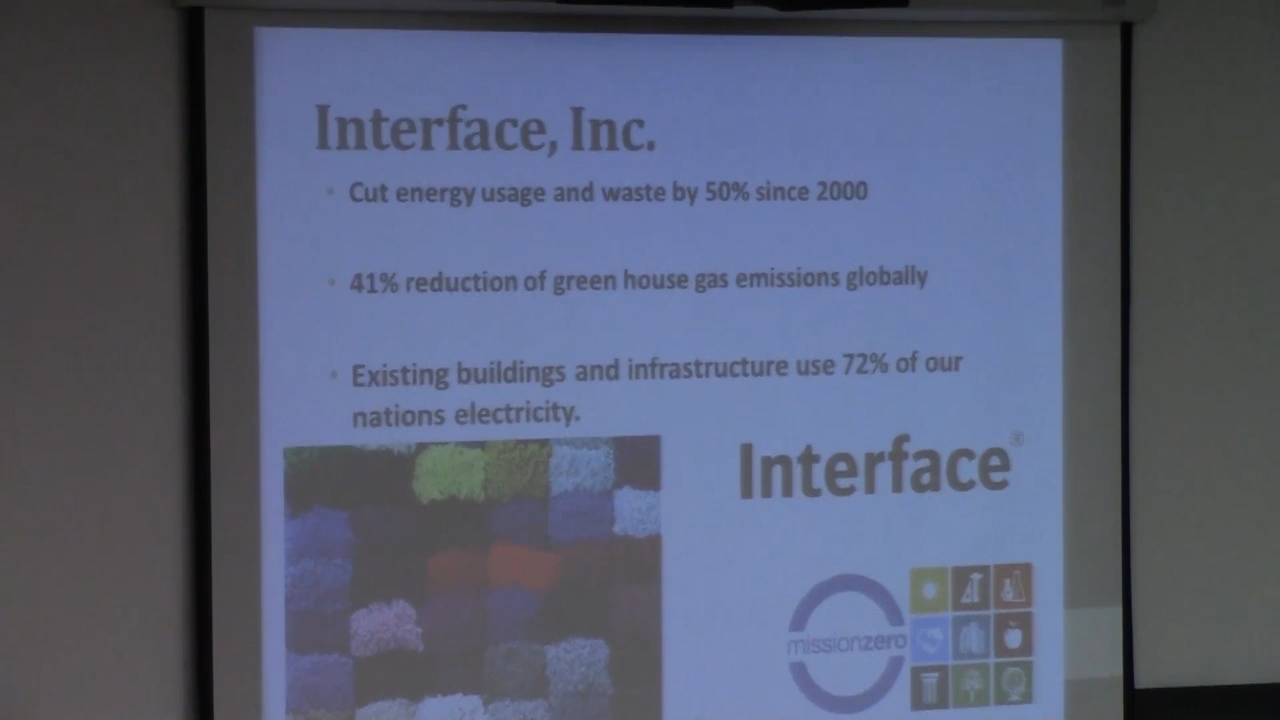 Interface, Inc.
Cut energy usage and waste by 50% since 2000
41% reduction of green house gas emissions globally
Existing buildings and infrastructure use 72% of our
nations electricity.
Interface®
missionzero